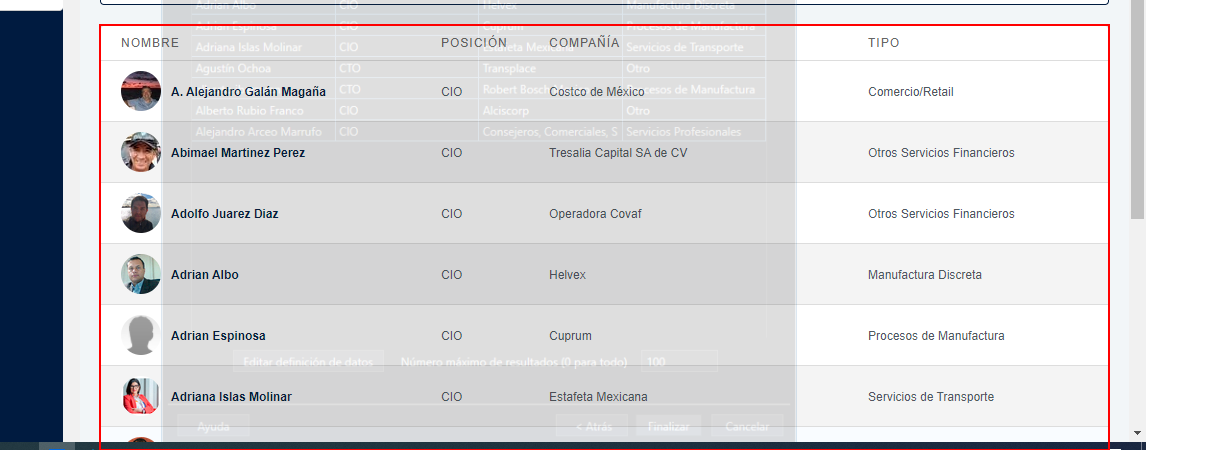 Adrian Albo CIO Helvex Manufactura Discreta
Adrian Espinosa CIO Cuprum Procesos de Manufactura
NOMBRE POSICIÓN COMPAÑÍA TIPO
Adriana Islas Molinar CIO Estafeta Mexicana Servicios de Transporte
Agustín Ochoa CTO Transplace Otro
A. Alejandro Galán Magaña CIO Costco de México Comercio/Retail
CTO Robert Bosch Procesos de Manufactura
Alberto Rubio Franco CIO Alciscorp Otro
Alejandro Arceo Marrufo CIO Consejeros, Comerciales, S Servicios Profesionales
Abimael Martinez Perez CIO Tresalia Capital SA de CV Otros Servicios Financieros
Adolfo Juarez Diaz CIO Operadora Covaf Otros Servicios Financieros
Adrian Albo CIO Helvex Manufactura Discreta
Adrian Espinosa CIO Cuprum Procesos de Manufactura
Editar definición de datos Número máximo de resultados (0 para todo) 100
Adriana Islas Molinar CIO Estafeta Mexicana Servicios de Transporte
Ayuda < Atrás Finalizar Cancelar